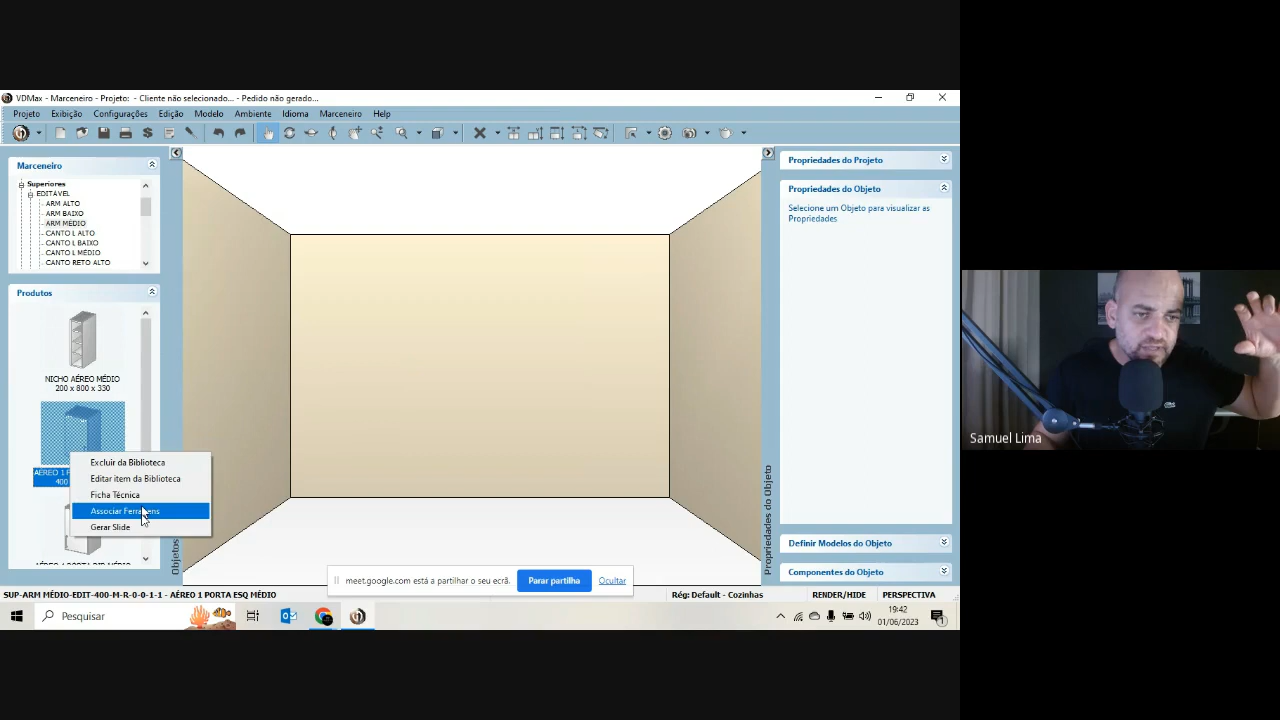 VDMax - Marceneiro - Projeto: - Cliente não selecionado... - Pedido não gerado...
Projeto Exibição Configurações Edição Modelo Ambiente Idioma Marceneiro Help
Marceneiro
Superiores
EDITÁVEL
ARM ALTO
ARM BAIXO
ARM MÉDIO
CANTO L ALTO
CANTO L BAIXO
CANTO L MÉDIO
CANTO RETO ALTO
Produtos
NICHO AÉREO MÉDIO
200 x 800 x 330
AÉREO 1
400
Excluir da Biblioteca
Editar item da Biblioteca
Ficha Técnica
Associar Ferragens
Gerar Slide
Objetos
Propriedades do Objeto
Propriedades do Projeto
Propriedades do Objeto
Selecione um Objeto para visualizar as
Propriedades
Definir Modelos do Objeto
Componentes do Objeto
meet.google.com está a partilhar o seu ecrã.
Parar partilha
Ocultar
SUP-ARM MÉDIO-EDIT-400-M-R-0-0-1-1 - AÉREO 1 PORTA ESQ MÉDIO
Rég: Default - Cozinhas
RENDER/HIDE
PERSPECTIVA
Pesquisar
19:42
01/06/2023
1
Samuel Lima